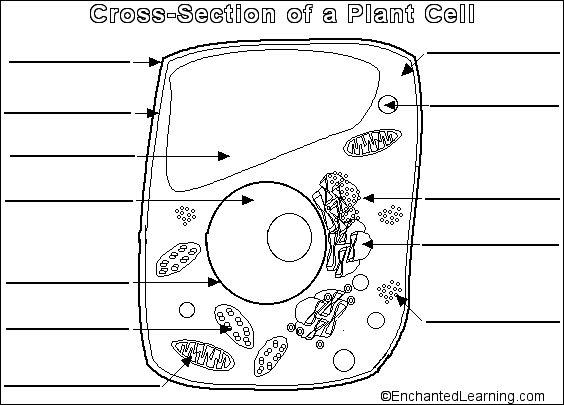 Cross-Section of a Plant Cell
©EnchantedLearning.com